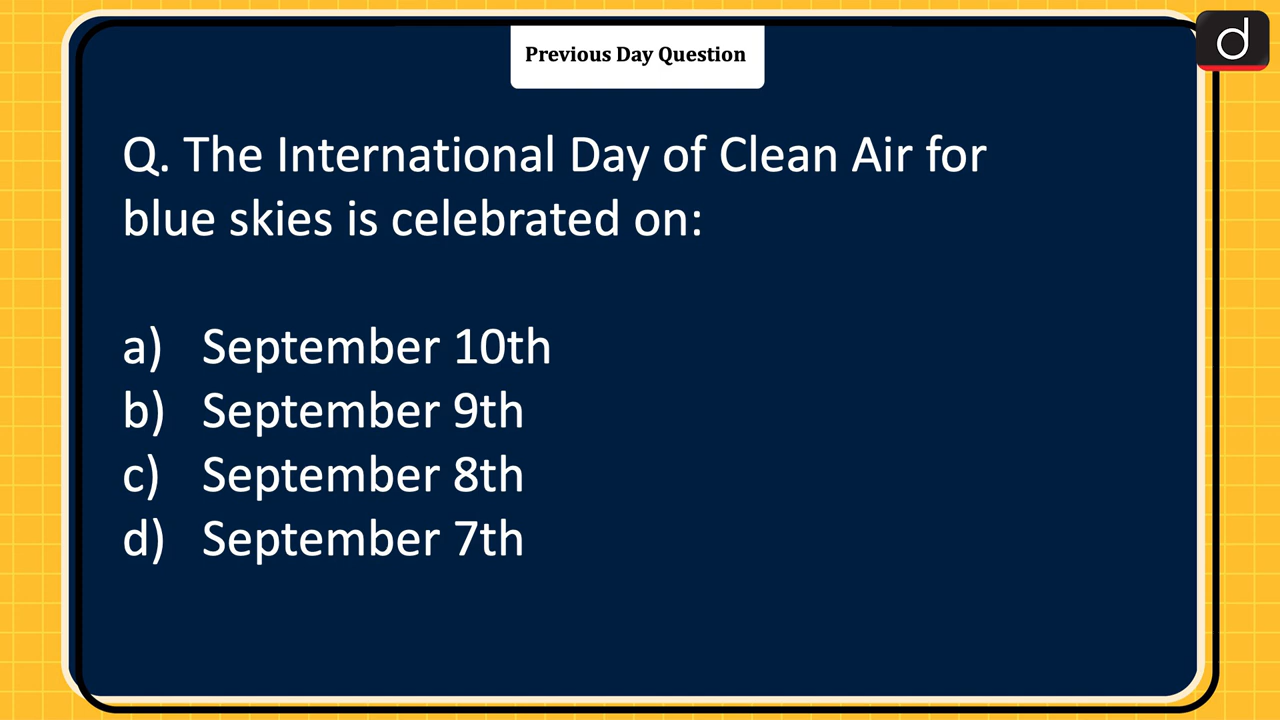 Previous Day Question
d
Q. The International Day of Clean Air for
blue skies is celebrated on:
a) September 10th
b) September 9th
c) September 8th
d) September 7th